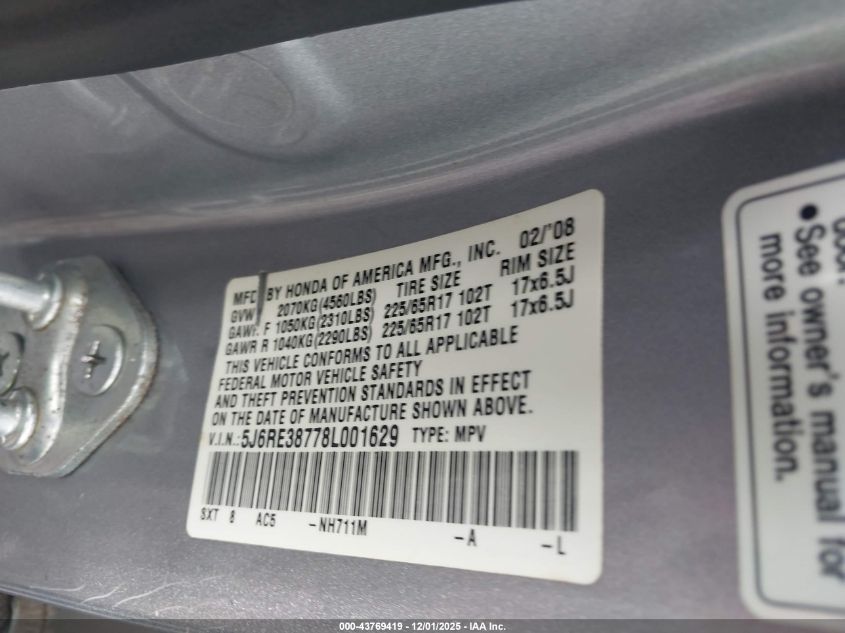 MFD BY HONDA OF AMERICA MFG., INC. 02/'08
GVW 2070KG(4560LBS) TIRE SIZE RIM SIZE
GAWR F 1050KG(2310LBS) 225/65R17 102T 17x6.5J
GAWR R 1040KG(2290LBS) 225/65R17 102T 17x6.5J
THIS VEHICLE CONFORMS TO ALL APPLICABLE
FEDERAL MOTOR VEHICLE SAFETY
AND THEFT PREVENTION STANDARDS IN EFFECT
ON THE DATE OF MANUFACTURE SHOWN ABOVE.
V.I.N.:5J6RE38778L001629 TYPE: MPV
SXT 8 AC5 -NH711M -A -L
•See owner's manual for
more information.
000-43769419 - 12/01/2025 - IAA Inc.